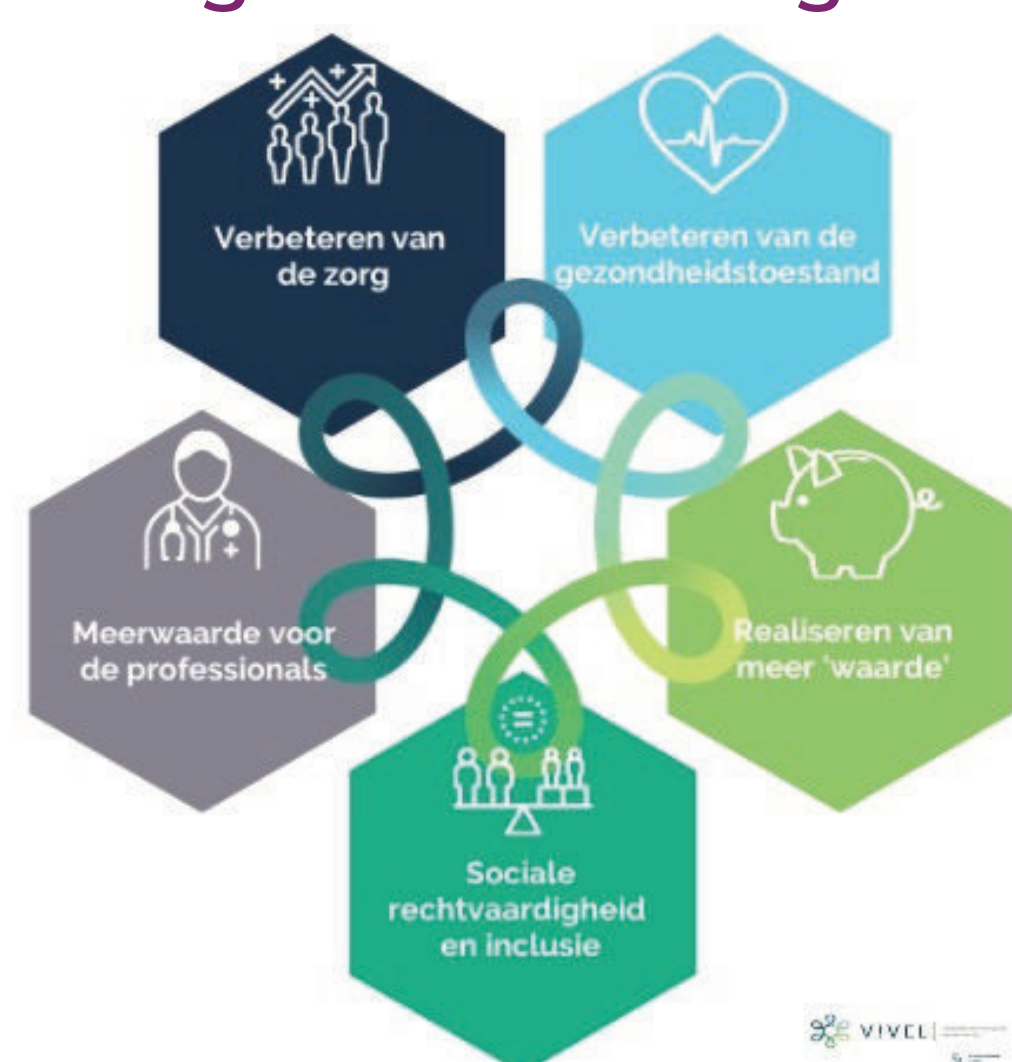 Verbeteren van
de zorg
Verbeteren van de
gezondheidstoestand
Meerwaarde voor
de professionals
Realiseren van
meer 'waarde'
Sociale
rechtvaardigheid
en inclusie
VIVEL